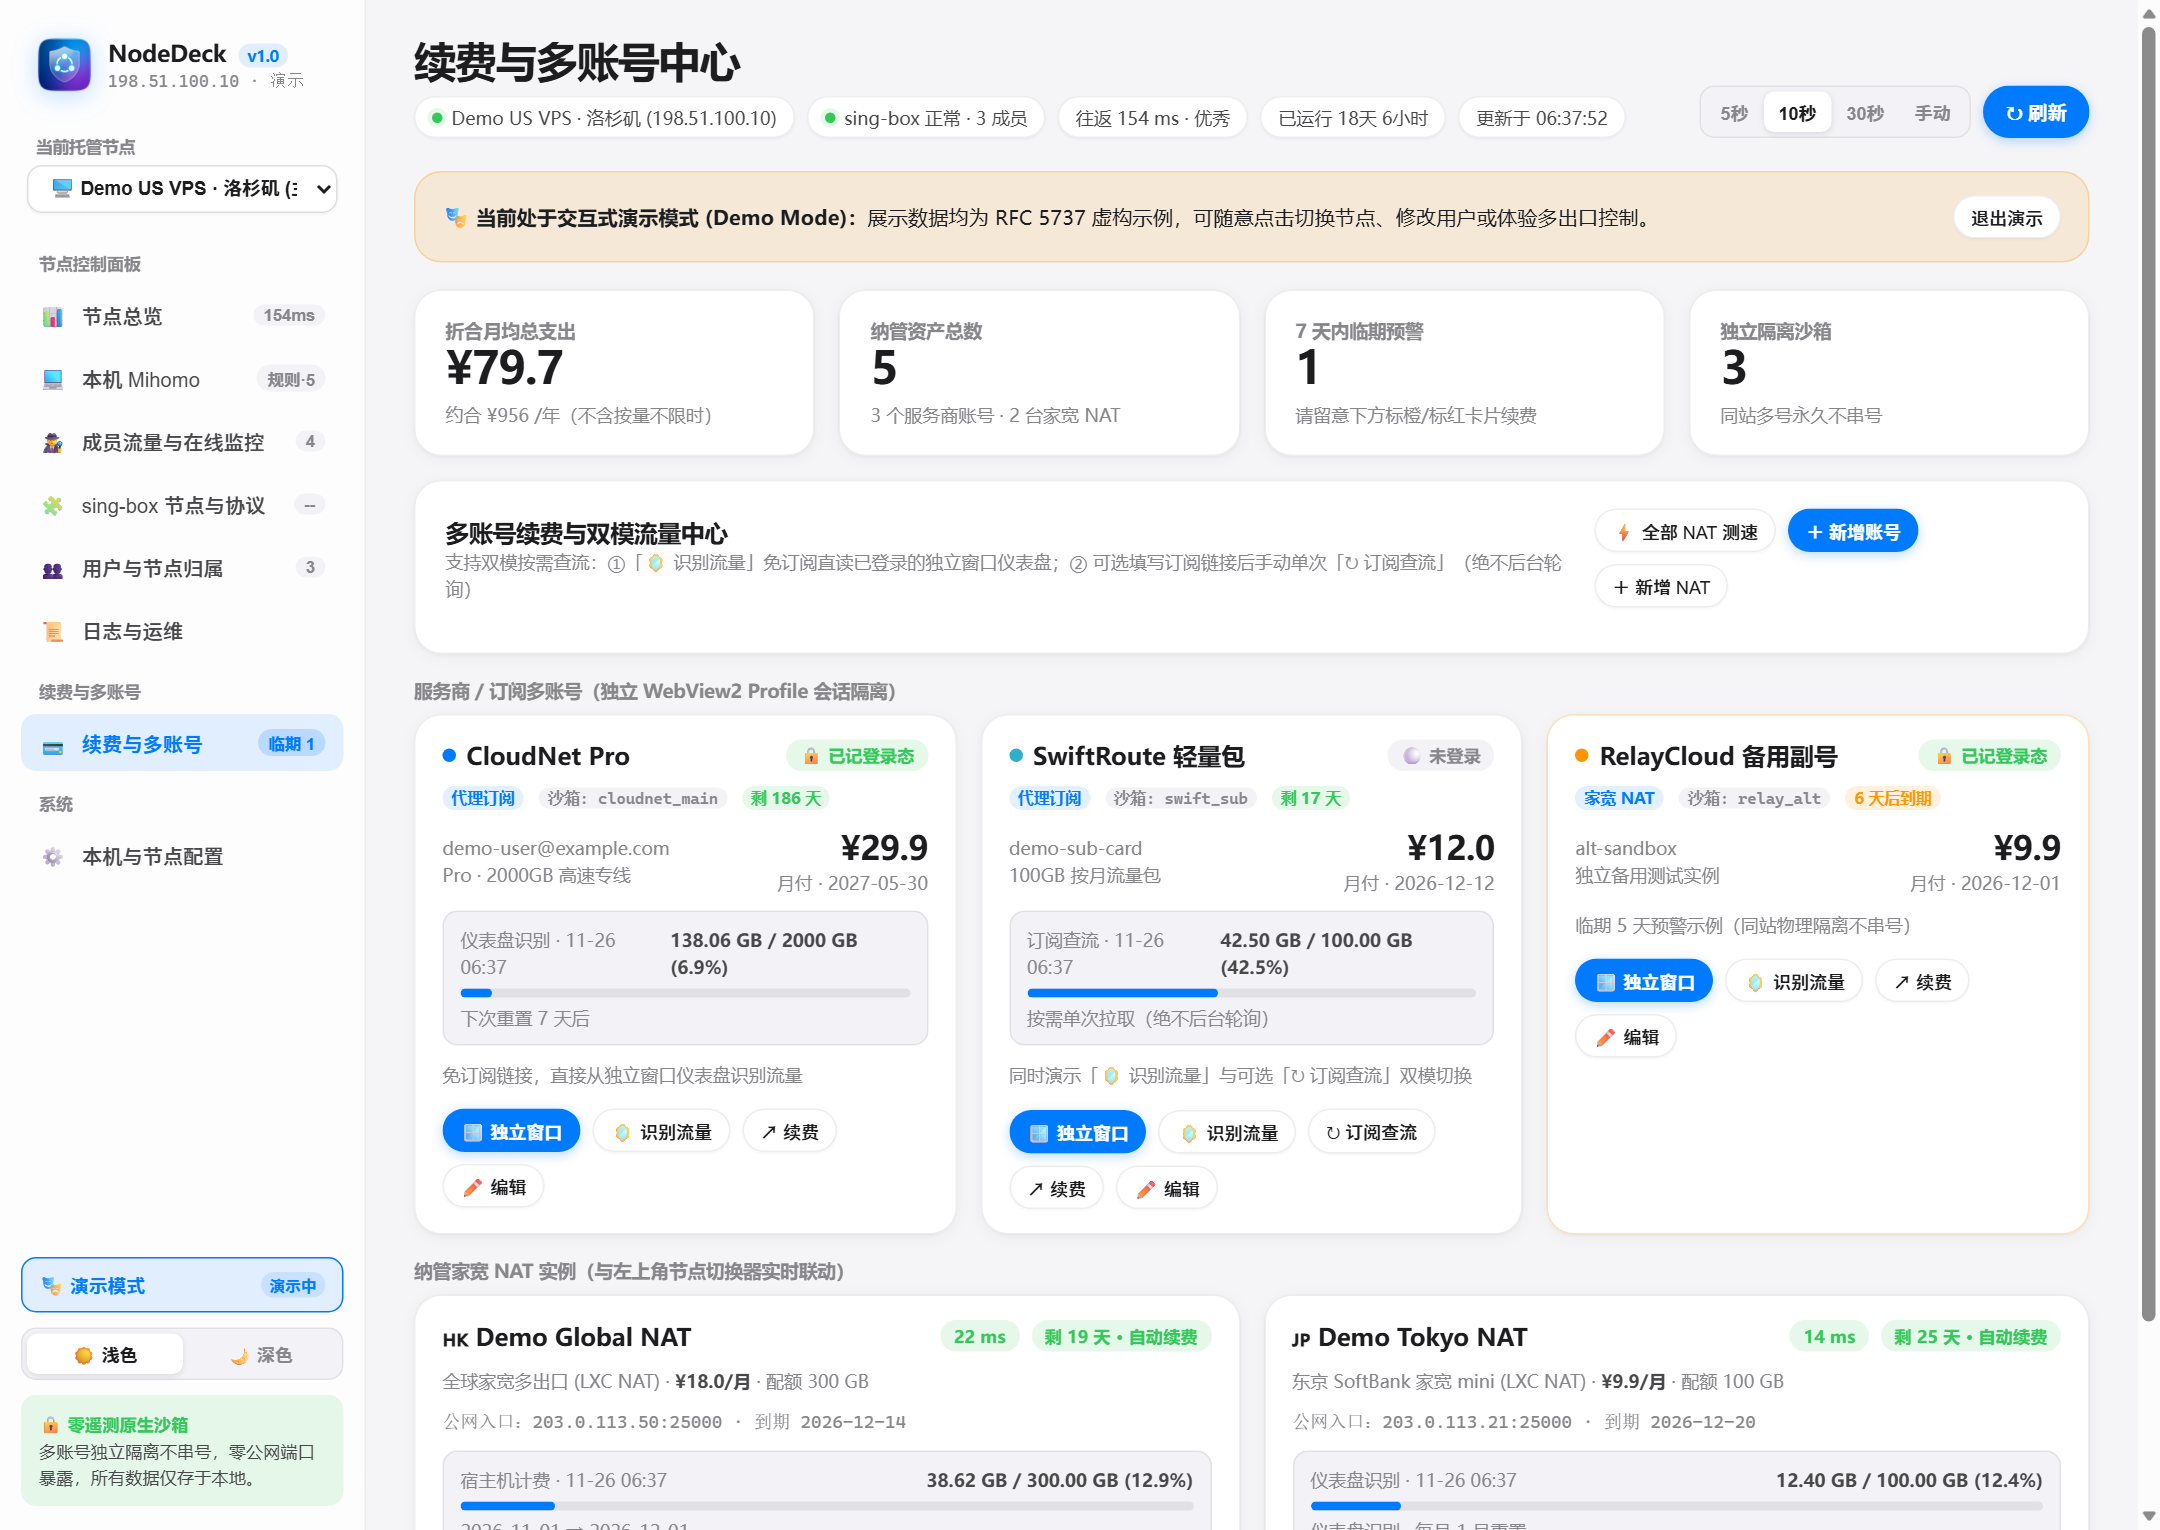 NodeDeck v1.0
198.51.100.10 · 演示
当前托管节点
Demo US VPS · 洛杉矶 (主
节点控制面板
节点总览 154ms
本机 Mihomo 规则·5
成员流量与在线监控 4
sing-box 节点与协议 --
用户与节点归属 3
日志与运维
续费与多账号
续费与多账号 临期 1
系统
本机与节点配置
演示模式 演示中
浅色 深色
零遥测原生沙箱
多账号独立隔离不串号，零公网端口
暴露，所有数据仅存于本地。
续费与多账号中心
Demo US VPS · 洛杉矶 (198.51.100.10) sing-box 正常 · 3 成员 往返 154 ms · 优秀 已运行 18天 6小时 更新于 06:37:52
5秒 10秒 30秒 手动 ↻ 刷新
当前处于交互式演示模式 (Demo Mode)：展示数据均为 RFC 5737 虚构示例，可随意点击切换节点、修改用户或体验多出口控制。 退出演示
折合月均总支出
¥79.7
约合 ¥956 /年（不含按量不限时）
纳管资产总数
5
3 个服务商账号 · 2 台家宽 NAT
7 天内临期预警
1
请留意下方标橙/标红卡片续费
独立隔离沙箱
3
同站多号永久不串号
多账号续费与双模流量中心
支持双模按需查流：①「 识别流量」免订阅直读已登录的独立窗口仪表盘；② 可选填写订阅链接后手动单次「↻ 订阅查流」（绝不后台轮
询）
全部 NAT 测速 ＋ 新增账号
＋ 新增 NAT
服务商 / 订阅多账号（独立 WebView2 Profile 会话隔离）
CloudNet Pro 已记登录态
代理订阅 沙箱: cloudnet_main 剩 186 天
demo-user@example.com ¥29.9
Pro · 2000GB 高速专线 月付 · 2027-05-30
仪表盘识别 · 11-26 138.06 GB / 2000 GB
06:37 (6.9%)
下次重置 7 天后
免订阅链接，直接从独立窗口仪表盘识别流量
独立窗口 识别流量 ↗ 续费
编辑
SwiftRoute 轻量包 未登录
代理订阅 沙箱: swift_sub 剩 17 天
demo-sub-card ¥12.0
100GB 按月流量包 月付 · 2026-12-12
订阅查流 · 11-26 42.50 GB / 100.00 GB
06:37 (42.5%)
按需单次拉取（绝不后台轮询）
同时演示「 识别流量」与可选「↻ 订阅查流」双模切换
独立窗口 识别流量 ↻ 订阅查流
↗ 续费 编辑
RelayCloud 备用副号 已记登录态
家宽 NAT 沙箱: relay_alt 6 天后到期
alt-sandbox ¥9.9
独立备用测试实例 月付 · 2026-12-01
临期 5 天预警示例（同站物理隔离不串号）
独立窗口 识别流量 ↗ 续费
编辑
纳管家宽 NAT 实例（与左上角节点切换器实时联动）
HK Demo Global NAT 22 ms 剩 19 天 • 自动续费
全球家宽多出口 (LXC NAT) · ¥18.0/月 · 配额 300 GB
公网入口: 203.0.113.50:25000 · 到期 2026-12-14
宿主机计费 · 11-26 06:37 38.62 GB / 300.00 GB (12.9%)
2026-11-01 → 2026-12-01
JP Demo Tokyo NAT 14 ms 剩 25 天 • 自动续费
东京 SoftBank 家宽 mini (LXC NAT) · ¥9.9/月 · 配额 100 GB
公网入口: 203.0.113.21:25000 · 到期 2026-12-20
仪表盘识别 · 11-26 06:37 12.40 GB / 100.00 GB (12.4%)
仪表盘识别 · 每月 1 号重置